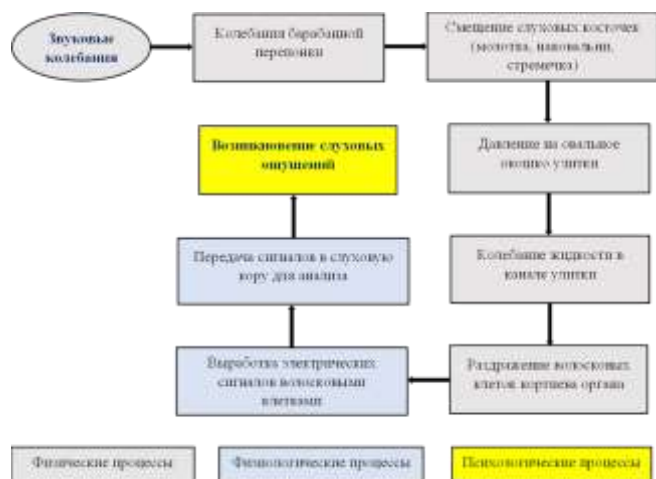 Звуковые
колебания
Колебания барабанной
перепонки
Смещение слуховых косточек
(молотка, наковальни,
стремечка)
Давление на овальное
окошко улитки
Колебание жидкости в
канале улитки
Раздражение волосковых
клеток кортиева органа
Выработка электрических
сигналов волосковыми
клетками
Передача сигналов в слуховую
кору для анализа
Возникновение слуховых
ощущений
Физические процессы
Физиологические процессы
Психологические процессы